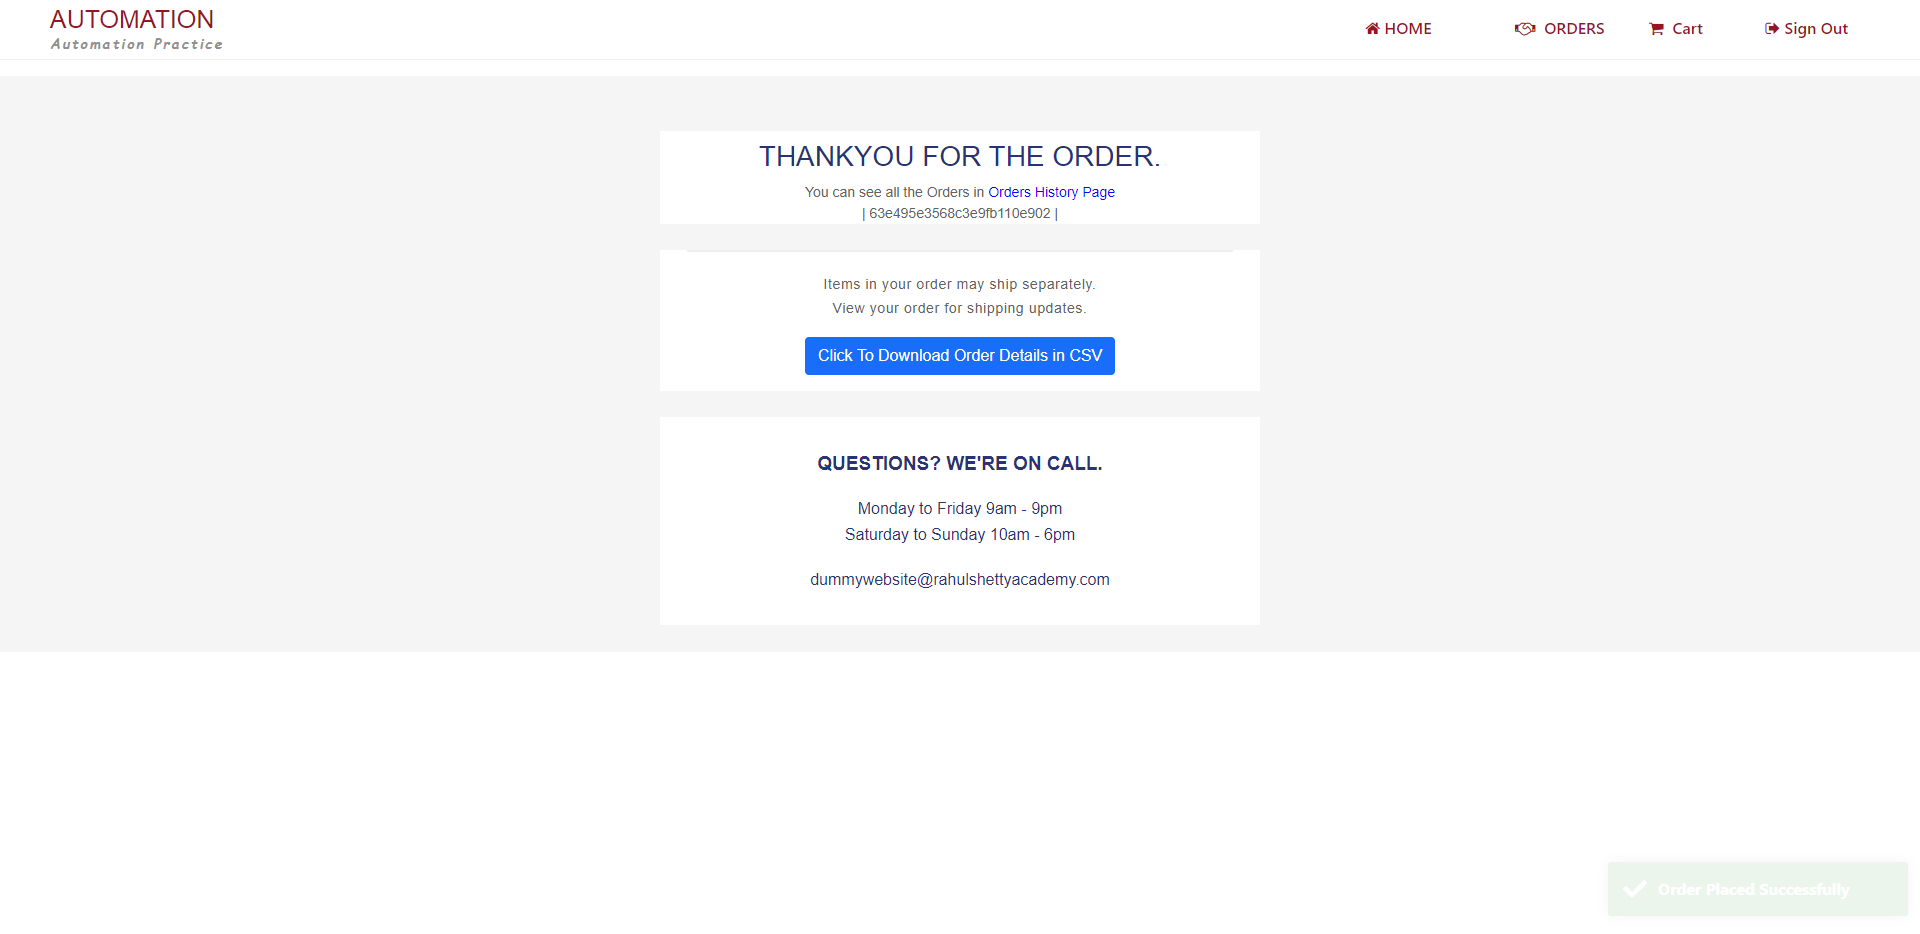 AUTOMATION
Automation Practice
HOME
ORDERS
Cart
Sign Out
THANKYOU FOR THE ORDER.
You can see all the Orders in Orders History Page
| 63e495e3568c3e9fb110e902 |
Items in your order may ship separately.
View your order for shipping updates.
Click To Download Order Details in CSV
QUESTIONS? WE'RE ON CALL.
Monday to Friday 9am - 9pm
Saturday to Sunday 10am - 6pm
dummywebsite@rahulshettyacademy.com
Order Placed Successfully